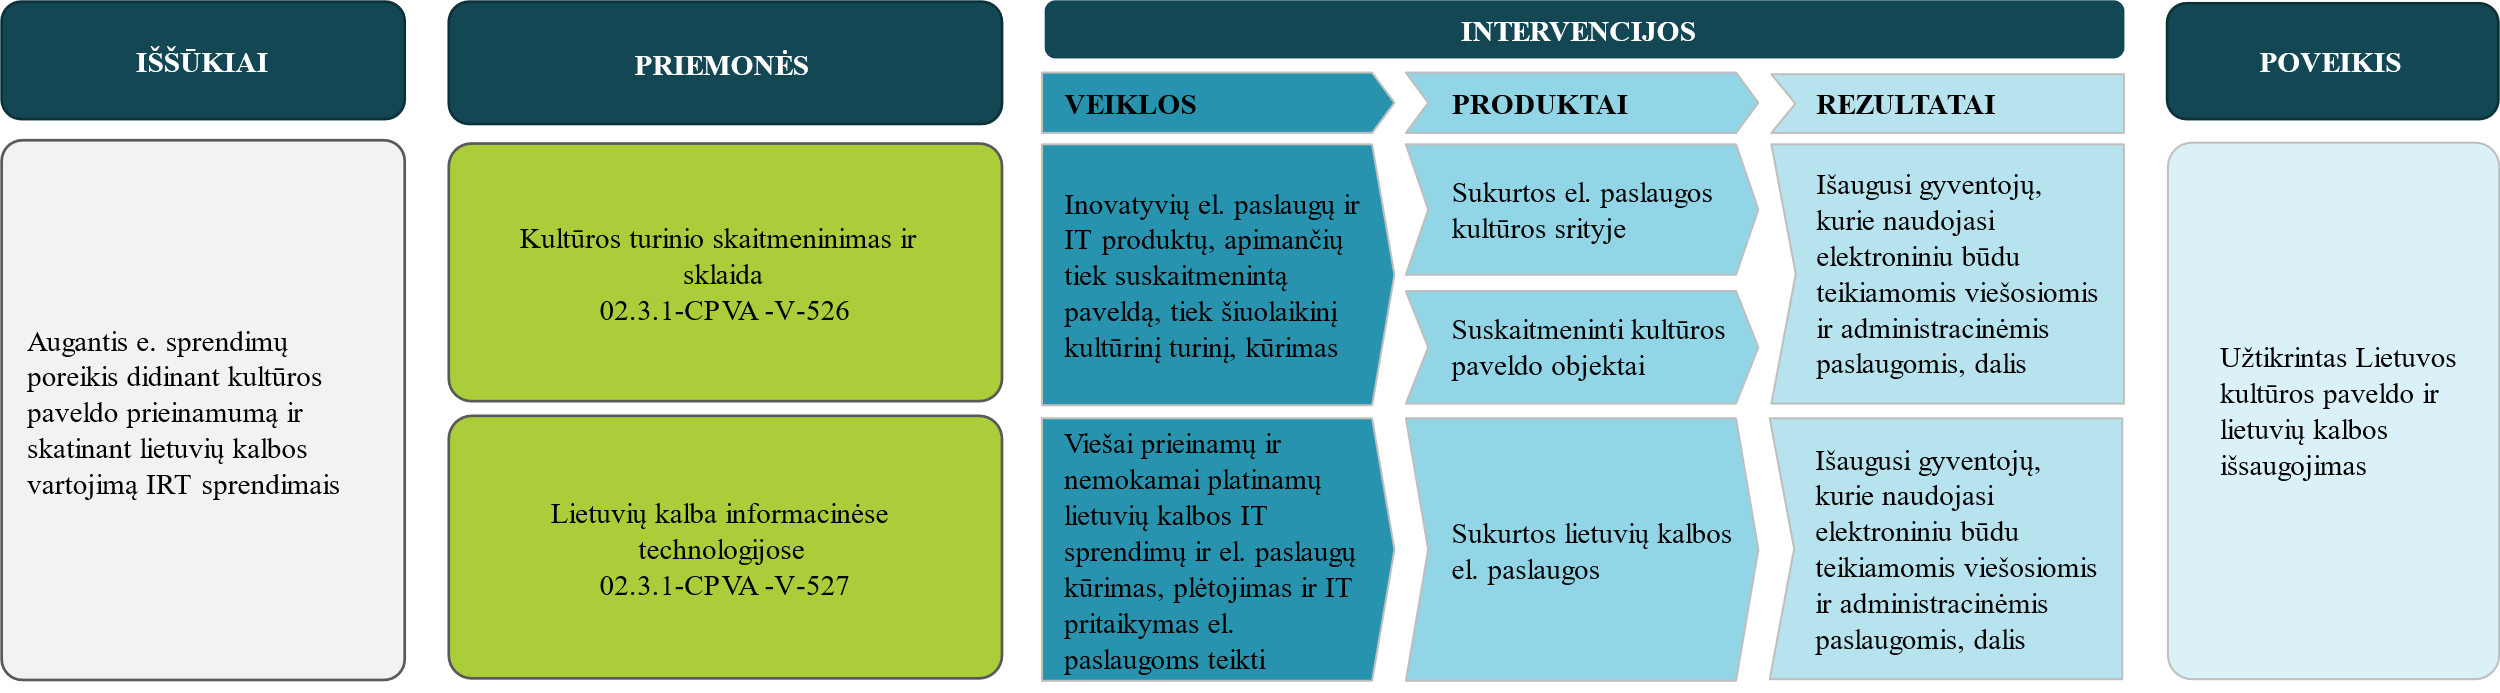 IŠŠŪKIAI
PRIEMONĖS
INTERVENCIJOS
VEIKLOS
PRODUKTAI
REZULTATAI
POVEIKIS
Augantis e. sprendimų
poreikis didinant kultūros
paveldo prieinamumą ir
skatinant lietuvių kalbos
vartojimą IRT sprendimais
Kultūros turinio skaitmeninimas ir
sklaida
02.3.1-CPVA -V-526
Lietuvių kalba informacinėse
technologijose
02.3.1-CPVA -V-527
Inovatyvių el. paslaugų ir
IT produktų, apimančių
tiek suskaitmenintą
paveldą, tiek šiuolaikinį
kultūrinį turinį, kūrimas
Sukurtos el. paslaugos
kultūros srityje
Suskaitmeninti kultūros
paveldo objektai
Išaugusi gyventojų,
kurie naudojasi
elektroniniu būdu
teikiamomis viešosiomis
ir administracinėmis
paslaugomis, dalis
Viešai prieinamų ir
nemokamai platinamų
lietuvių kalbos IT
sprendimų ir el. paslaugų
kūrimas, plėtojimas ir IT
pritaikymas el.
paslaugoms teikti
Sukurtos lietuvių kalbos
el. paslaugos
Išaugusi gyventojų,
kurie naudojasi
elektroniniu būdu
teikiamomis viešosiomis
ir administracinėmis
paslaugomis, dalis
Užtikrintas Lietuvos
kultūros paveldo ir
lietuvių kalbos
išsaugojimas